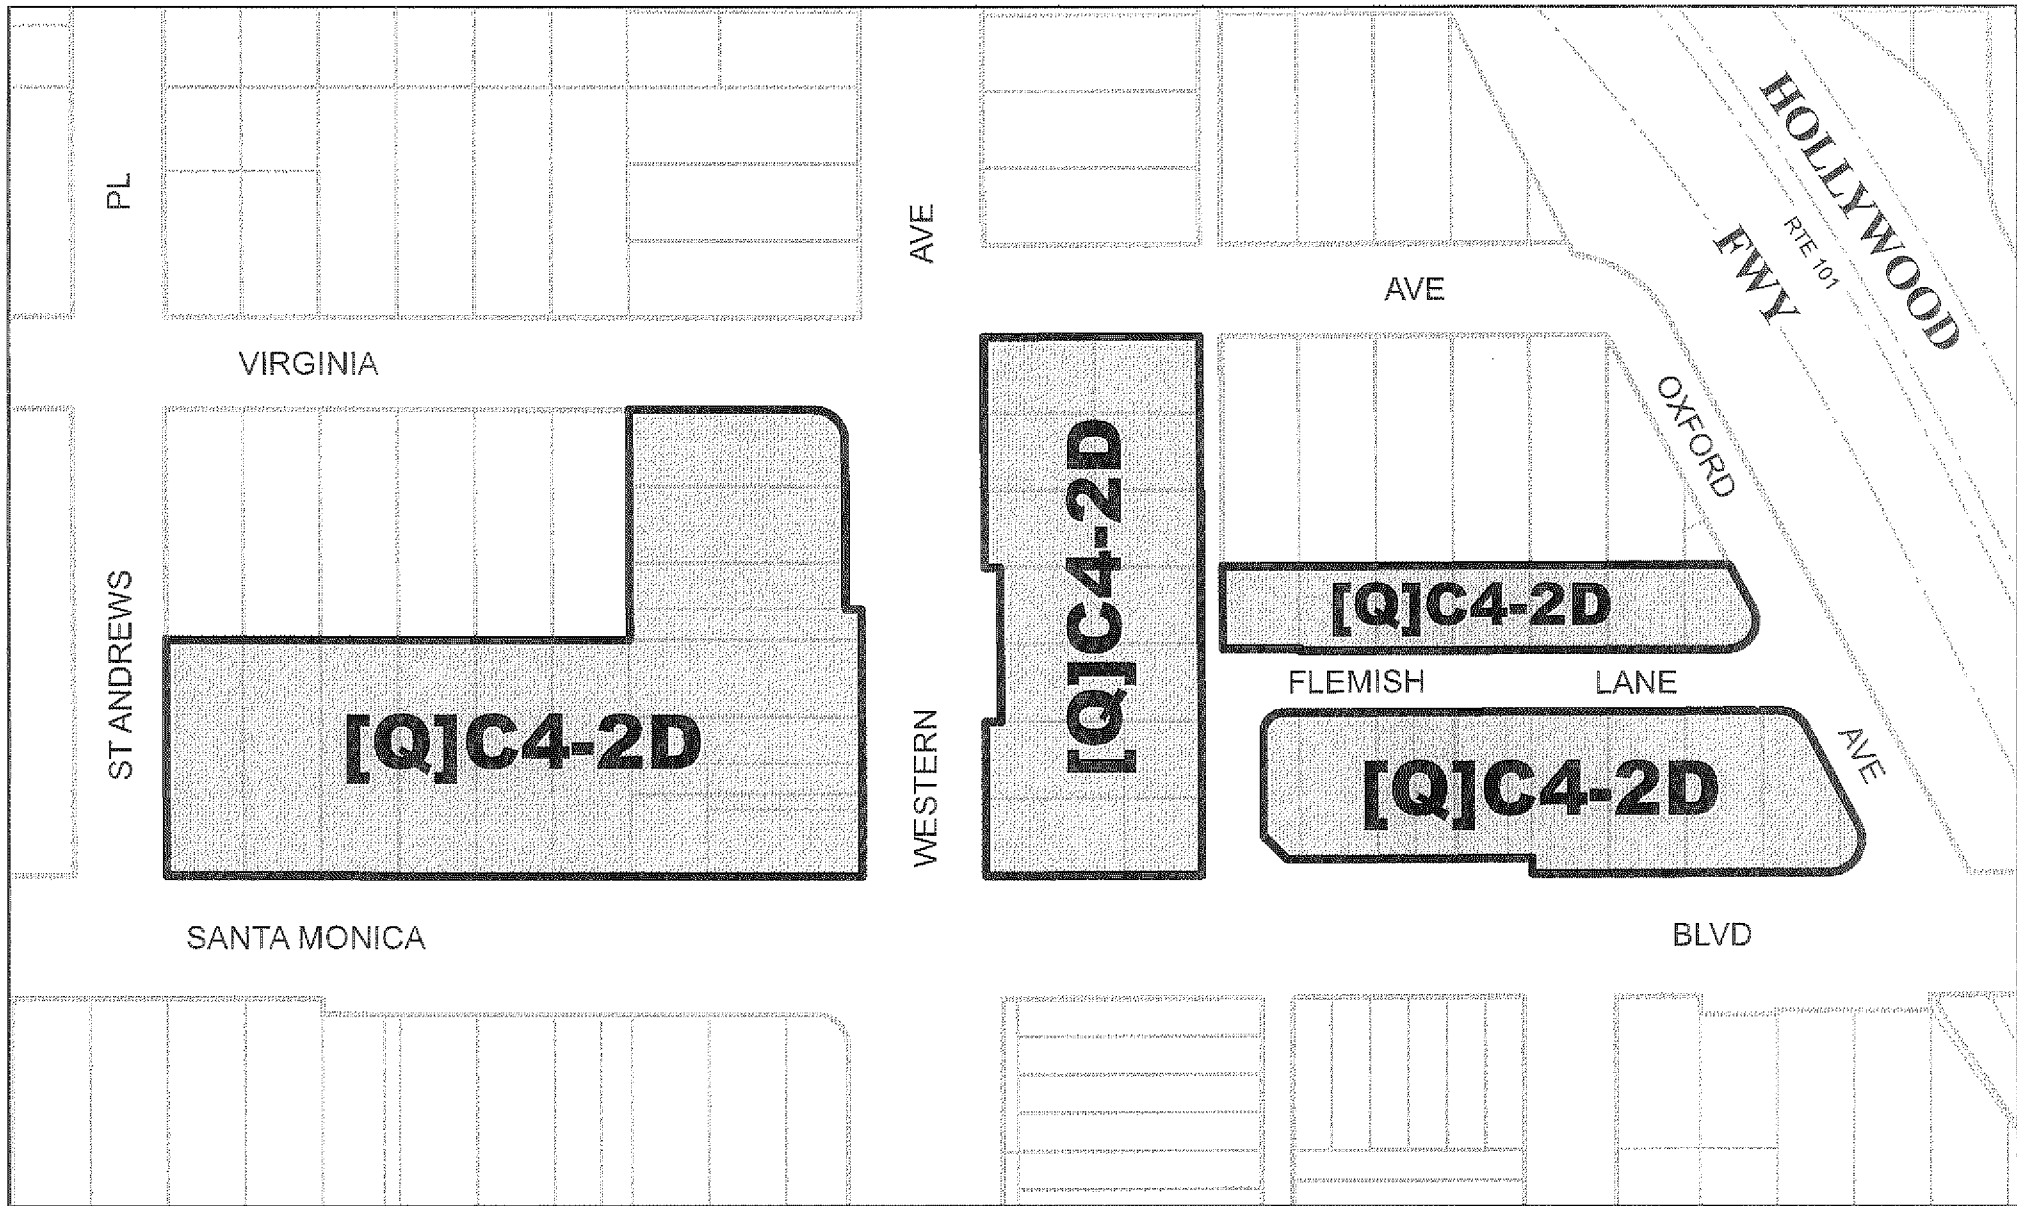 HOLLYWOOD
RTE 101
FWY
PL
AVE
AVE
VIRGINIA
OXFORD
[Q]C4-2D
[Q]C4-2D
ST ANDREWS
FLEMISH LANE
[Q]C4-2D
WESTERN
AVE
[Q]C4-2D
SANTA MONICA BLVD